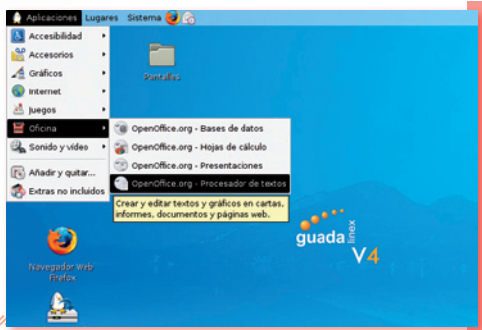 Aplicaciones Lugares Sistema
Accesibilidad
Accesorios
Gráficos
Internet
Juegos
Oficina
Sonido y vídeo
Añadir y quitar...
Extras no incluidos
OpenOffice.org - Bases de datos
OpenOffice.org - Hojas de cálculo
OpenOffice.org - Presentaciones
OpenOffice.org - Procesador de textos
Crear y editar textos y gráficos en cartas,
informes, documentos y páginas web.
Pantalles
guada
linex
V4
Navegador Web
Firefox